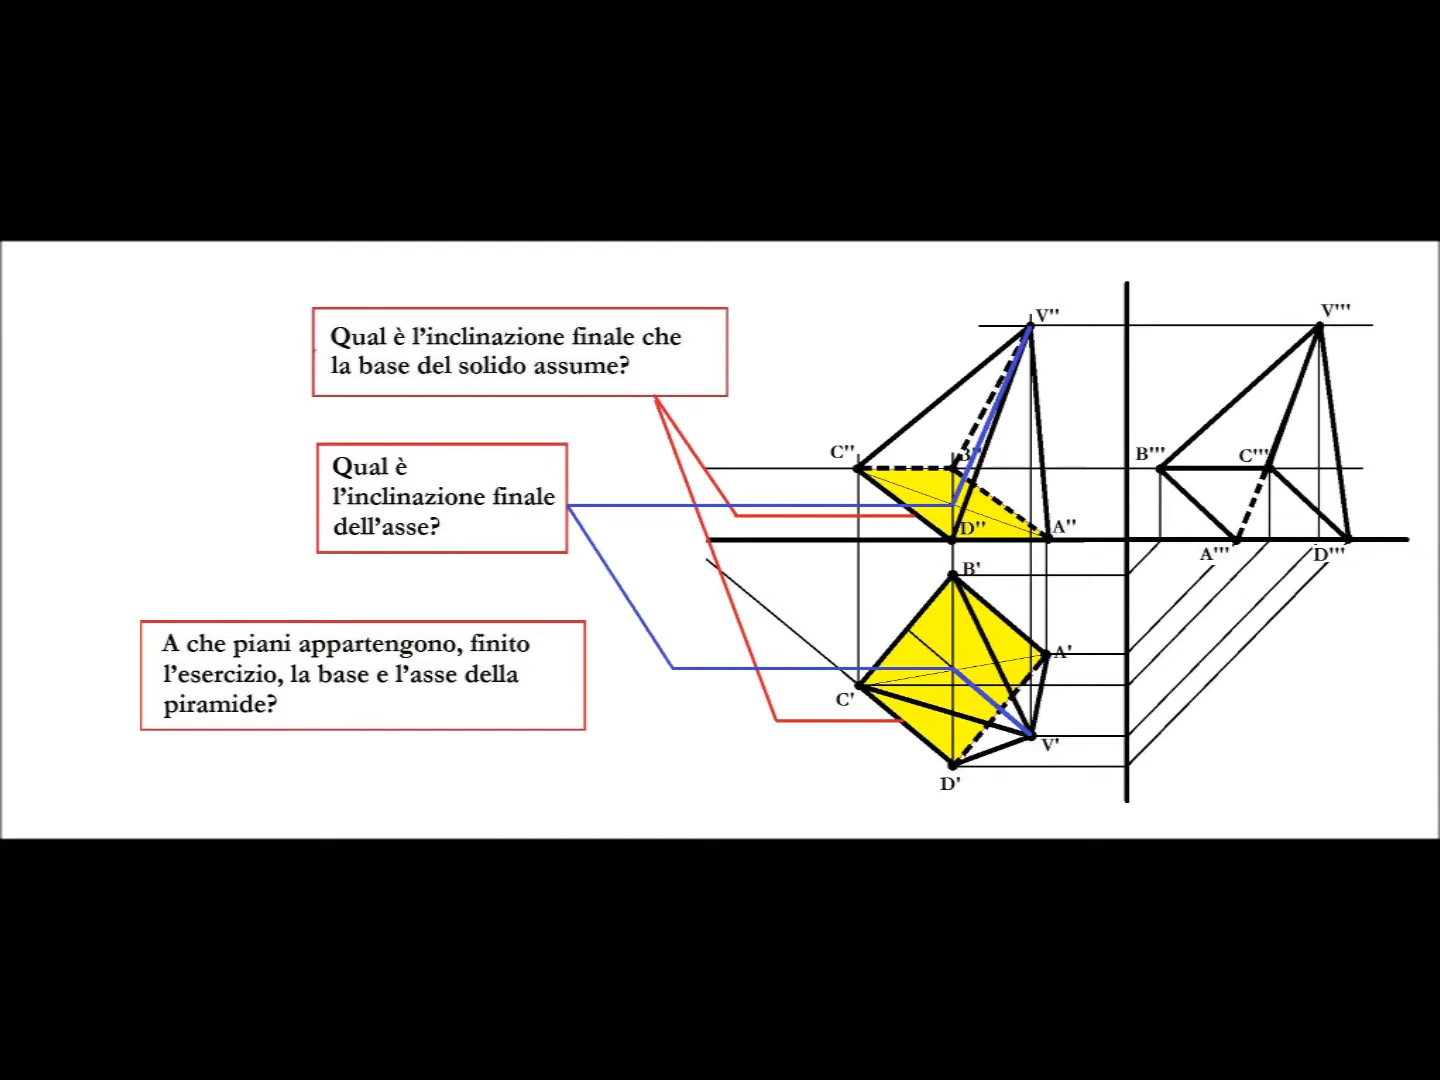 Qual è l'inclinazione finale che
la base del solido assume?
Qual è
l'inclinazione finale
dell'asse?
A che piani appartengono, finito
l'esercizio, la base e l'asse della
piramide?
V''
V'''
C''
B'''
C'''
D''
A''
A'''
D'''
B'
A'
C'
V'
D'